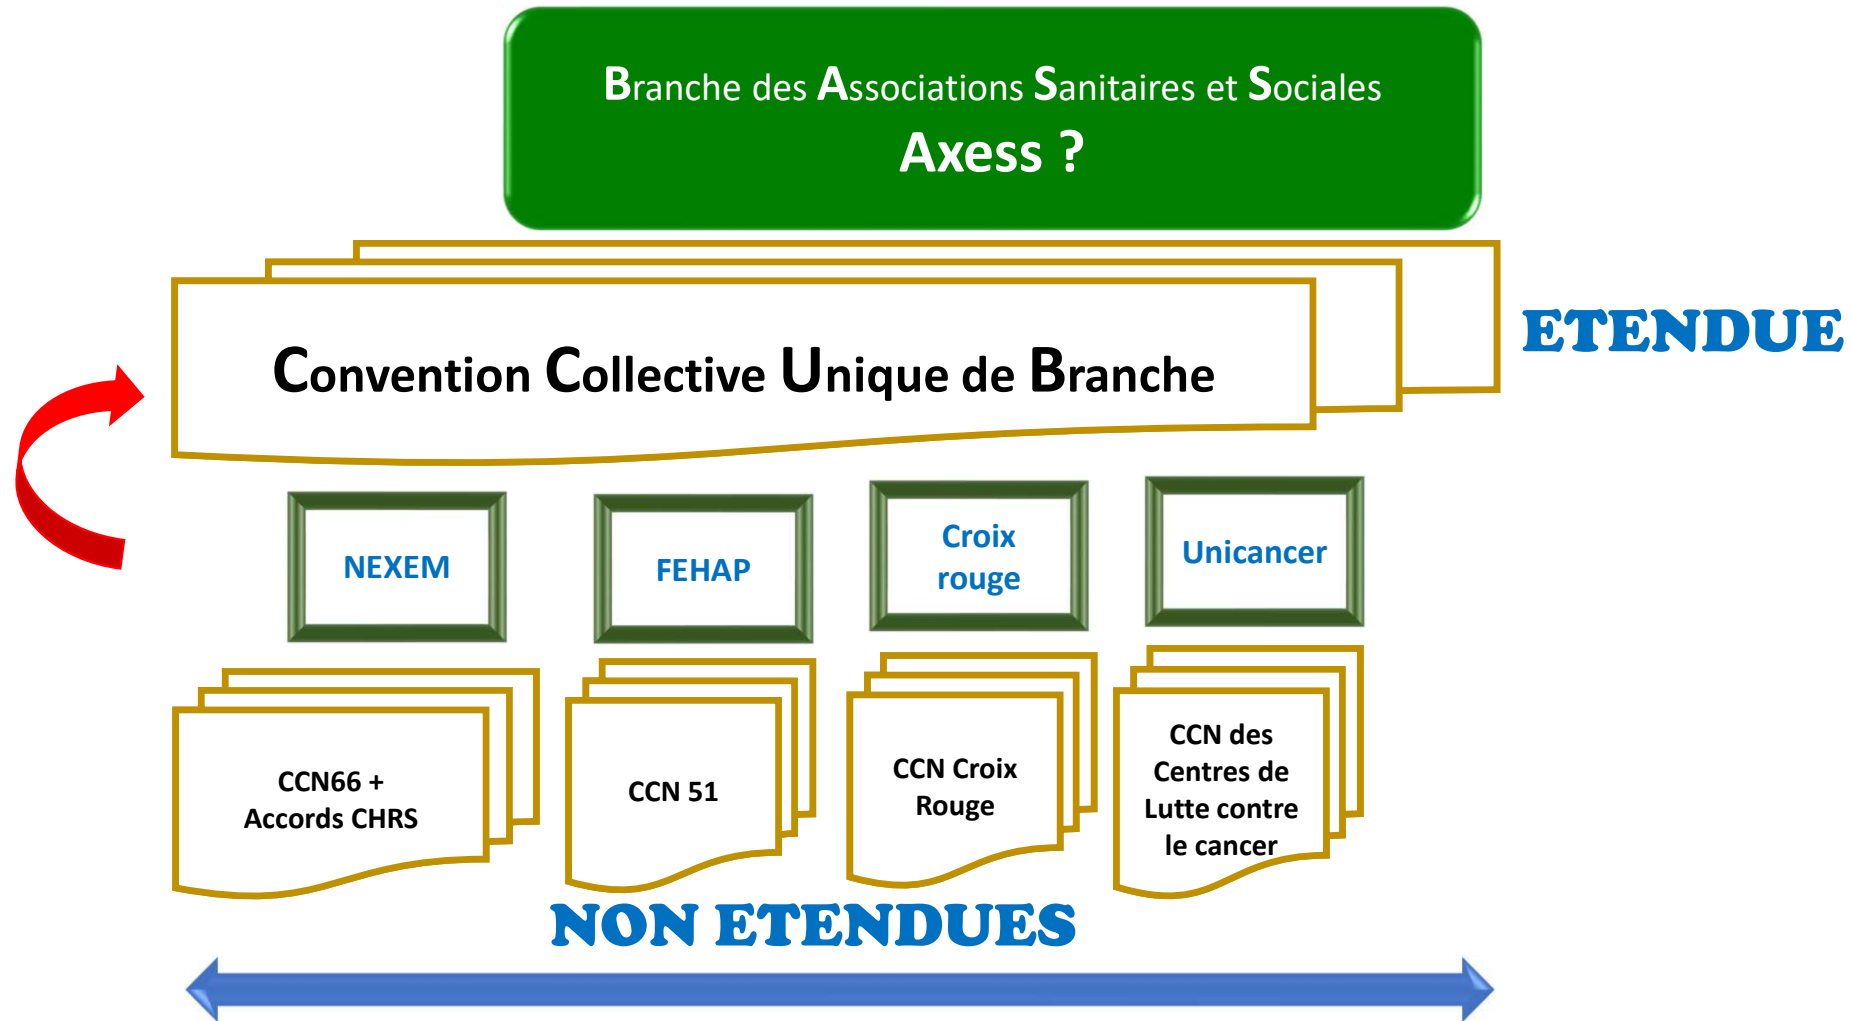 Branche des Associations Sanitaires et Sociales
Axess ?
Convention Collective Unique de Branche
ETENDUE
NEXEM
FEHAP
Croix
rouge
Unicancer
CCN66 +
Accords CHRS
CCN 51
CCN Croix
Rouge
CCN des
Centres de
Lutte contre
le cancer
NON ETENDUES